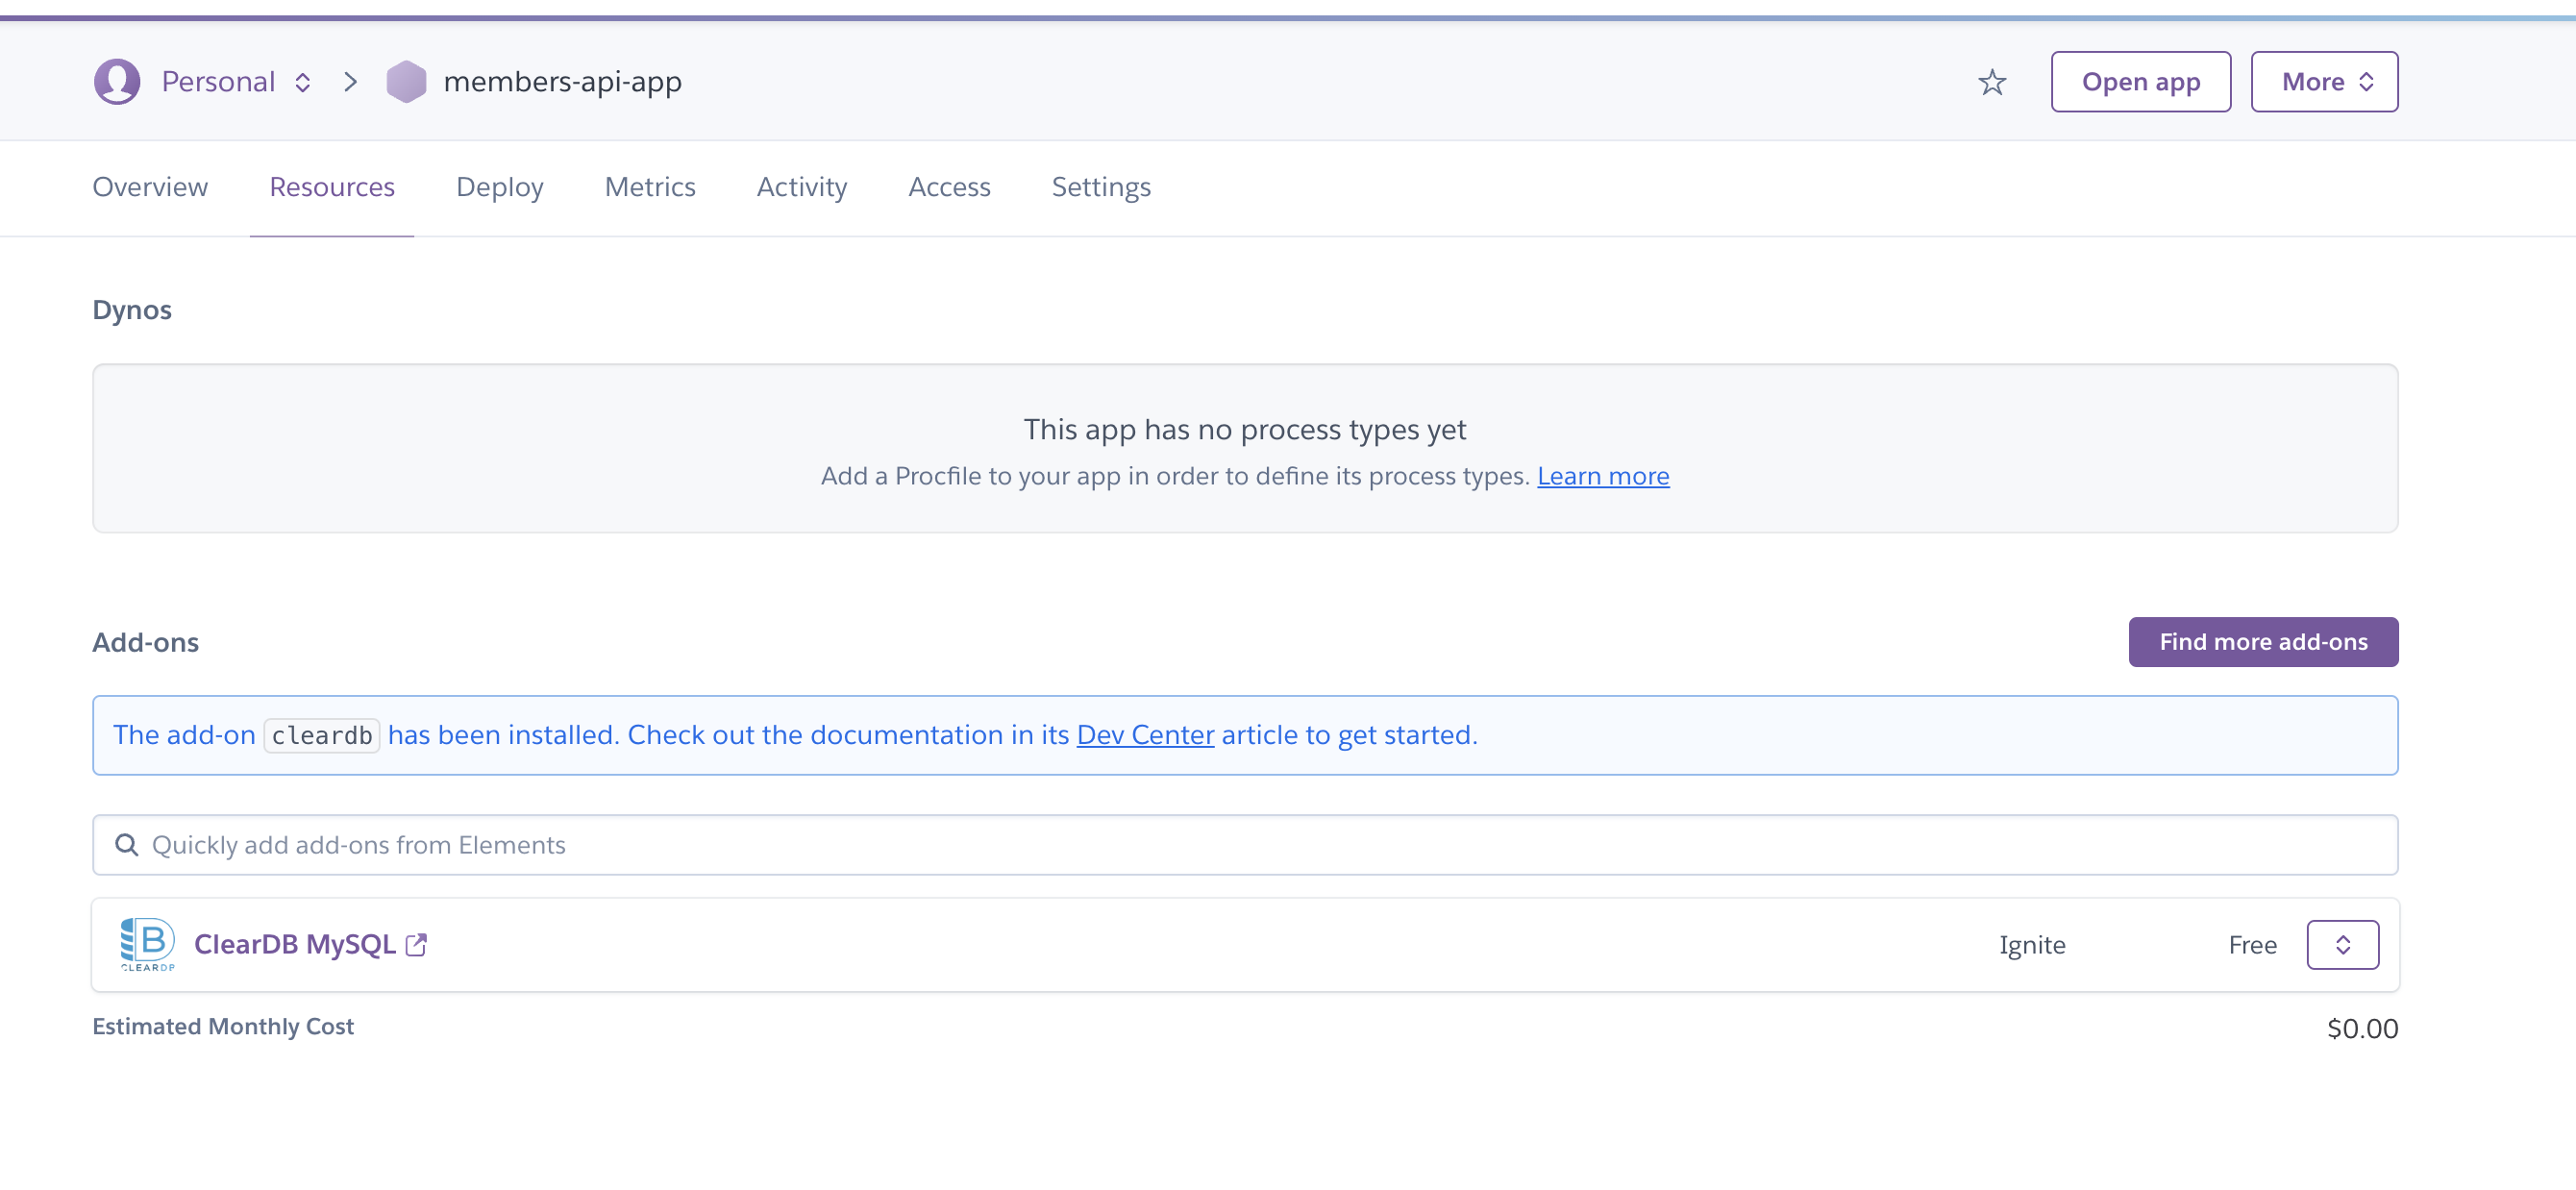 Personal > members-api-app Open app More
Overview Resources Deploy Metrics Activity Access Settings
Dynos
This app has no process types yet
Add a Procfile to your app in order to define its process types. Learn more
Add-ons Find more add-ons
The add-on cleardb has been installed. Check out the documentation in its Dev Center article to get started.
Quickly add add-ons from Elements
ClearDB MySQL Ignite Free
Estimated Monthly Cost $0.00